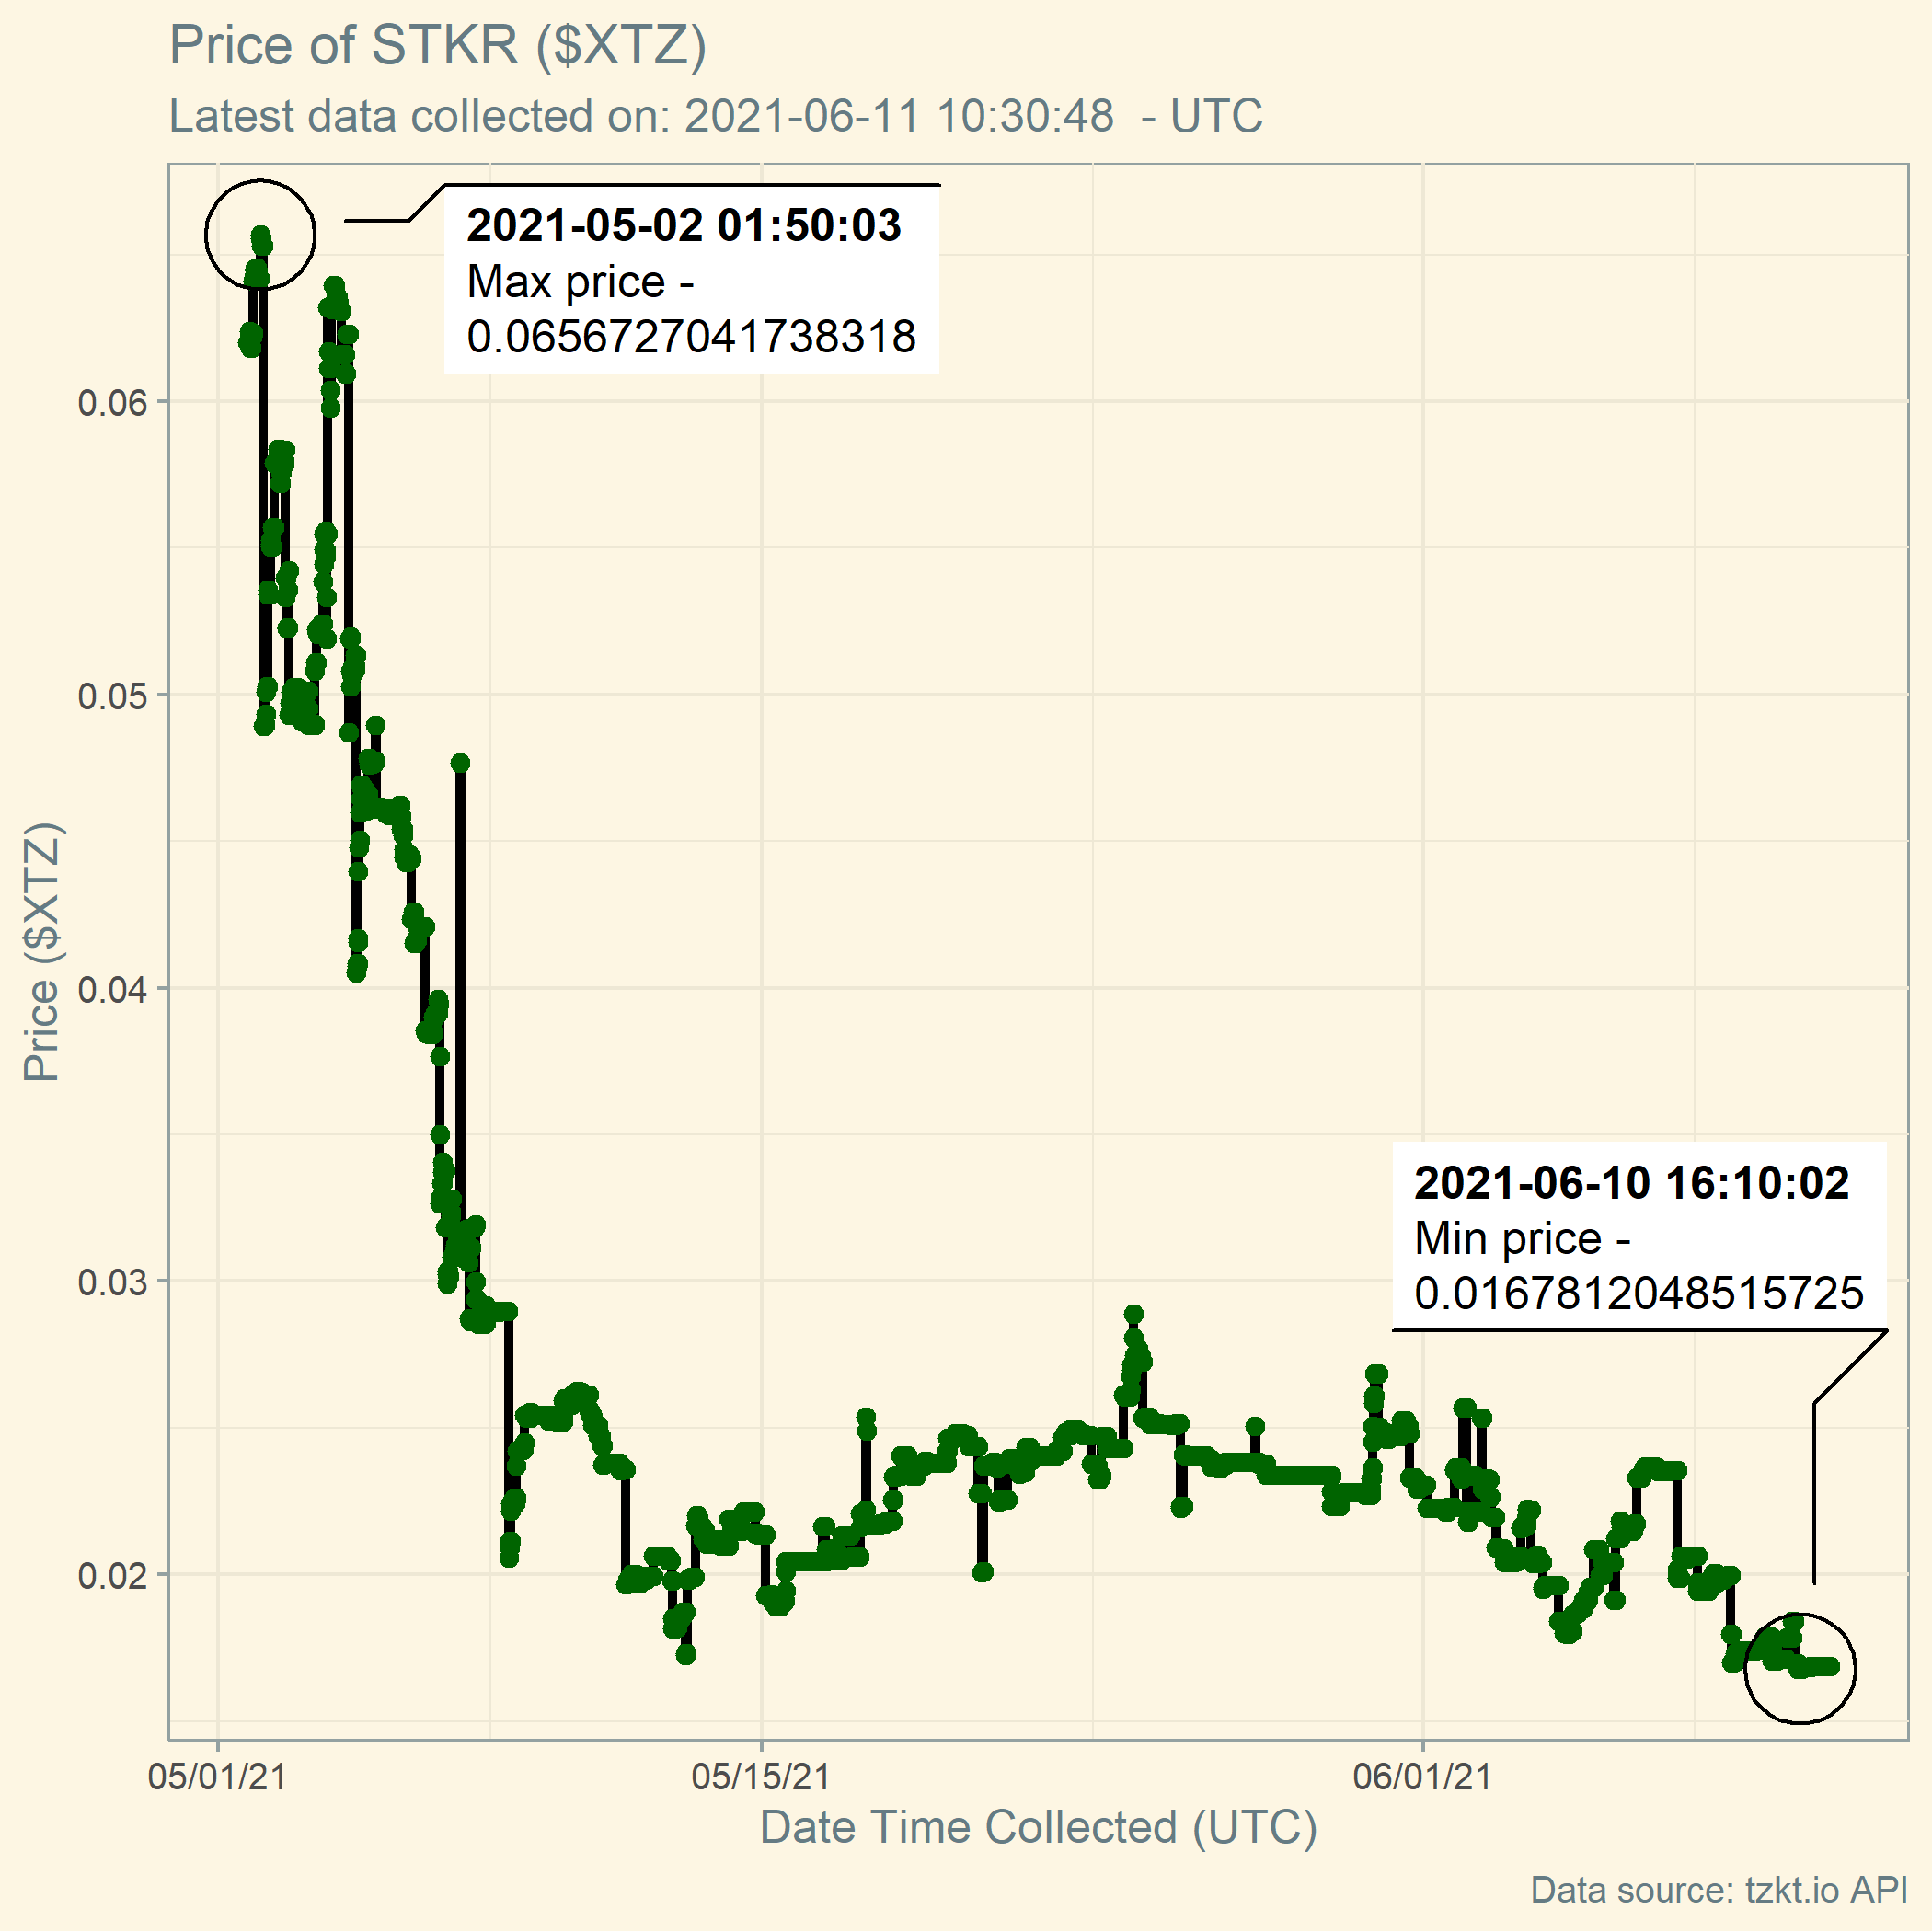 Price of STKR ($XTZ)
Latest data collected on: 2021-06-11 10:30:48 - UTC
2021-05-02 01:50:03
Max price -
0.0656727041738318
0.06
0.05
Price ($XTZ)
0.04
0.03
0.02
2021-06-10 16:10:02
Min price -
0.0167812048515725
05/01/21
05/15/21
06/01/21
Date Time Collected (UTC)
Data source: tzkt.io API